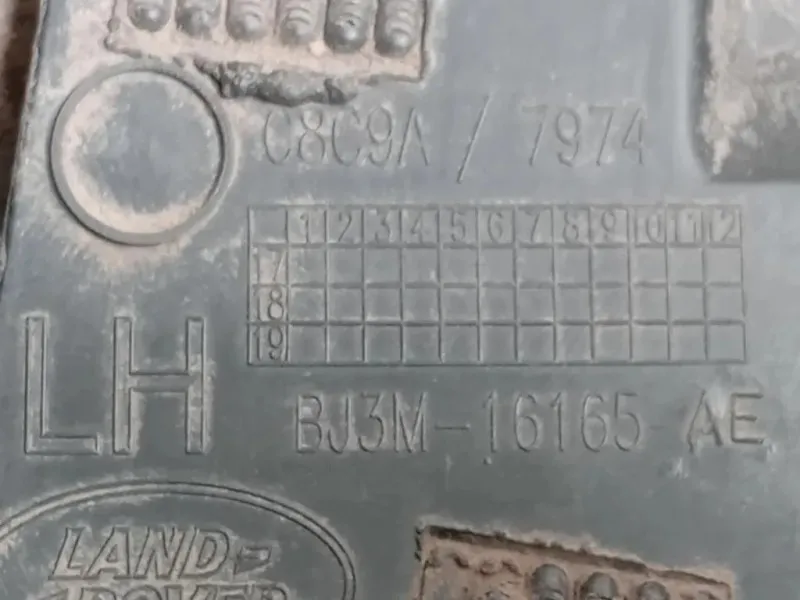 C8C9A / 7974
1 2 3 4 5 6 7 8 9 10 11 12
17
18
19
LH
BJ3M-16165-AE
LAND-
ROVER